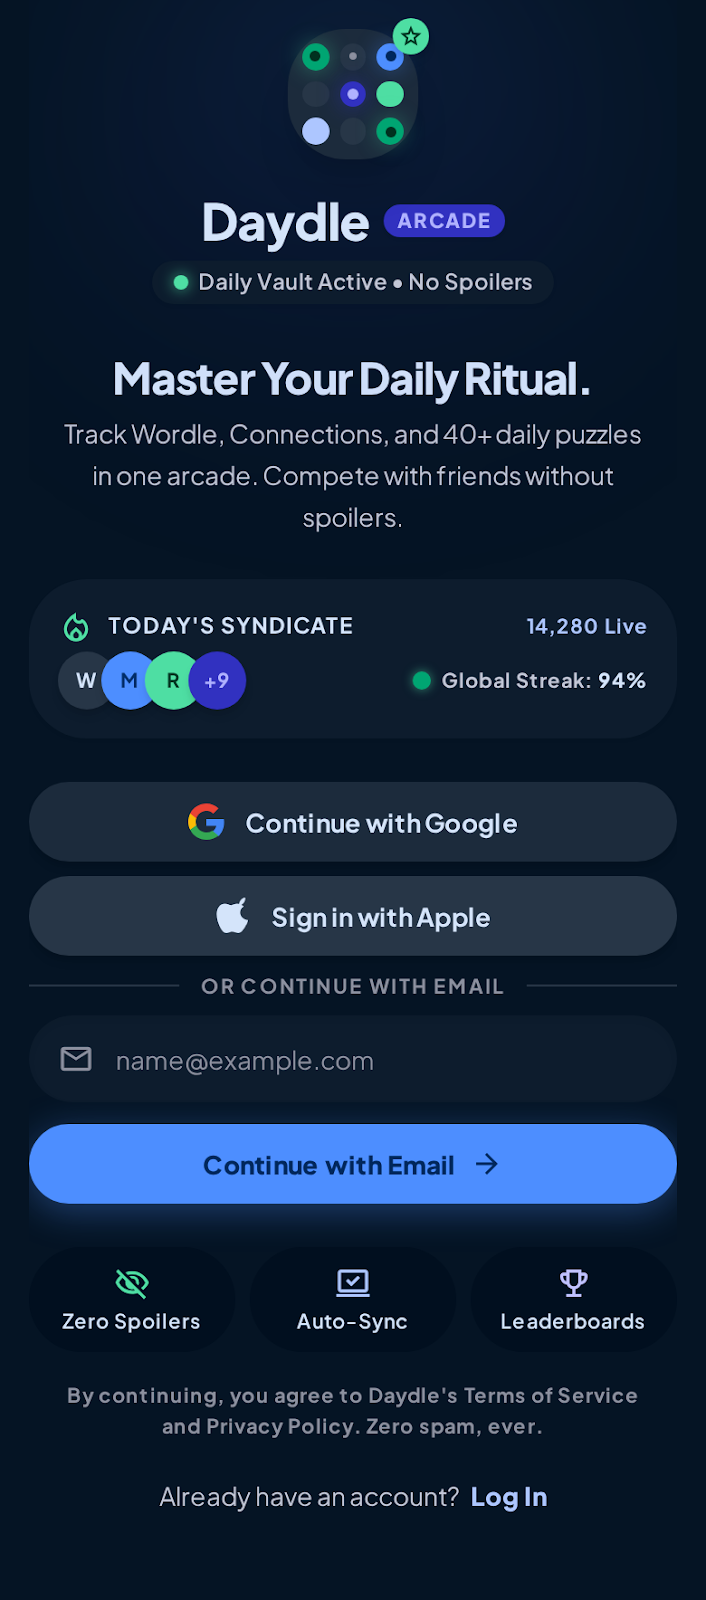 Daydle ARCADE
Daily Vault Active • No Spoilers
Master Your Daily Ritual.
Track Wordle, Connections, and 40+ daily puzzles
in one arcade. Compete with friends without
spoilers.
TODAY'S SYNDICATE 14,280 Live
W M R +9 Global Streak: 94%
Continue with Google
Sign in with Apple
OR CONTINUE WITH EMAIL
name@example.com
Continue with Email →
Zero Spoilers Auto-Sync Leaderboards
By continuing, you agree to Daydle's Terms of Service
and Privacy Policy. Zero spam, ever.
Already have an account? Log In